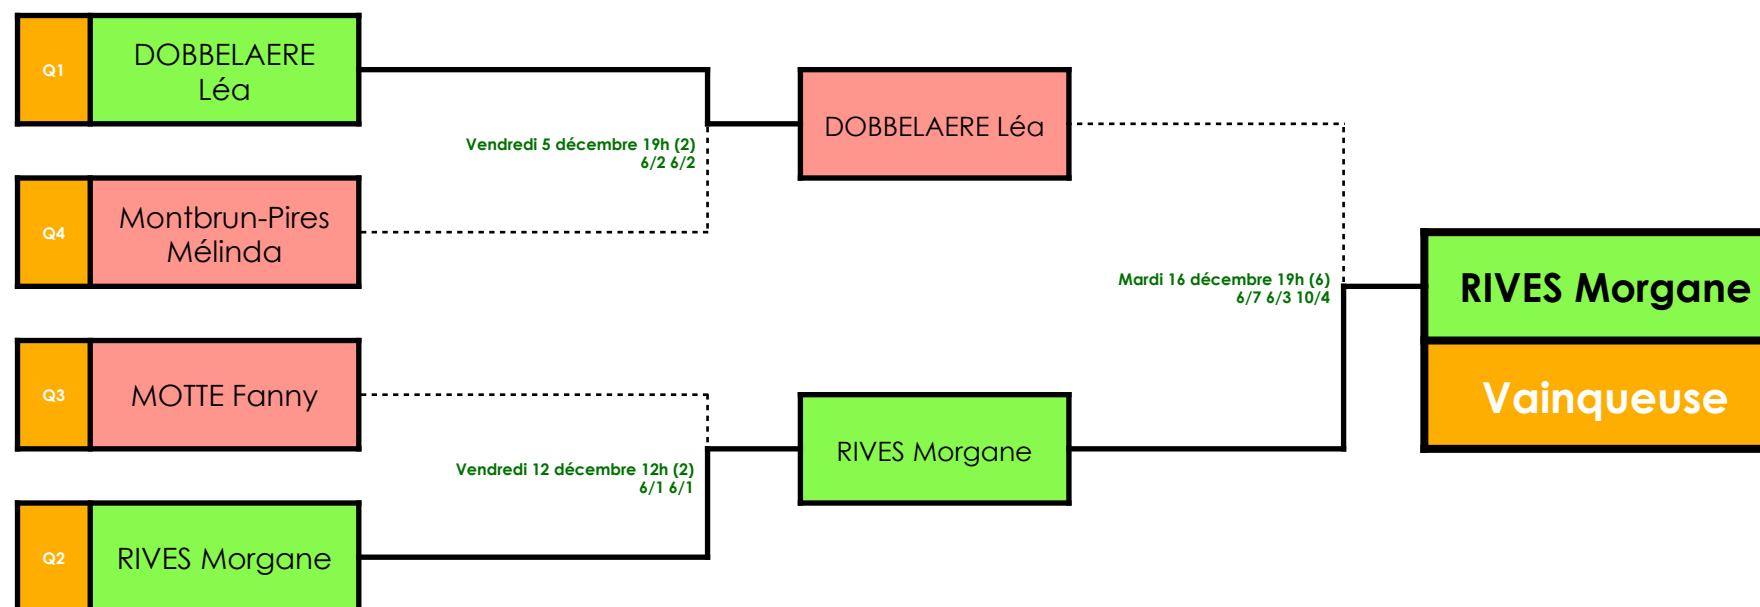 Q1
DOBBELAERE
Léa
Vendredi 5 décembre 19h (2)
6/2 6/2
DOBBELAERE Léa
Q4
Montbrun-Pires
Mélinda
Mardi 16 décembre 19h (6)
6/7 6/3 10/4
RIVES Morgane
Vainqueuse
Q3
MOTTE Fanny
Vendredi 12 décembre 12h (2)
6/1 6/1
RIVES Morgane
Q2
RIVES Morgane